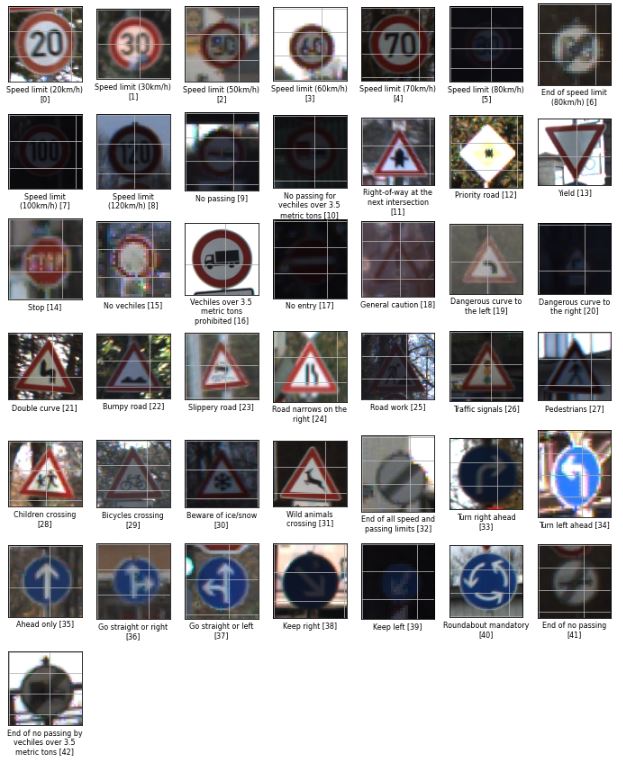 20
30
50
60
70
80
Speed limit (20km/h)
[0]
Speed limit (30km/h)
[1]
Speed limit (50km/h)
[2]
Speed limit (60km/h)
[3]
Speed limit (70km/h)
[4]
Speed limit (80km/h)
[5]
End of speed limit
(80km/h) [6]
100
120
Speed limit
(100km/h) [7]
Speed limit
(120km/h) [8]
No passing [9]
No passing for
vechiles over 3.5
metric tons [10]
Right-of-way at the
next intersection
[11]
Priority road [12]
Yield [13]
Stop [14]
No vechiles [15]
Vechiles over 3.5
metric tons
prohibited [16]
No entry [17]
General caution [18]
Dangerous curve to
the left [19]
Dangerous curve to
the right [20]
Double curve [21]
Bumpy road [22]
Slippery road [23]
Road narrows on the
right [24]
Road work [25]
Traffic signals [26]
Pedestrians [27]
Children crossing
[28]
Bicycles crossing
[29]
Beware of ice/snow
[30]
Wild animals
crossing [31]
End of all speed and
passing limits [32]
Turn right ahead
[33]
Turn left ahead [34]
Ahead only [35]
Go straight or right
[36]
Go straight or left
[37]
Keep right [38]
Keep left [39]
Roundabout mandatory
[40]
End of no passing
[41]
End of no passing by
vechiles over 3.5
metric tons [42]